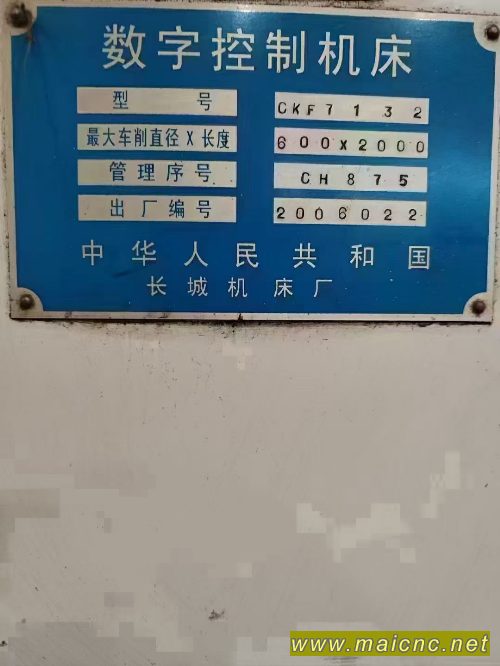 数字控制机床
型 号 CKF7132
最大车削直径 X 长度 600x2000
管理序号 CH875
出厂编号 2006022
中华人民共和国
长城机床厂
www.maicnc.net